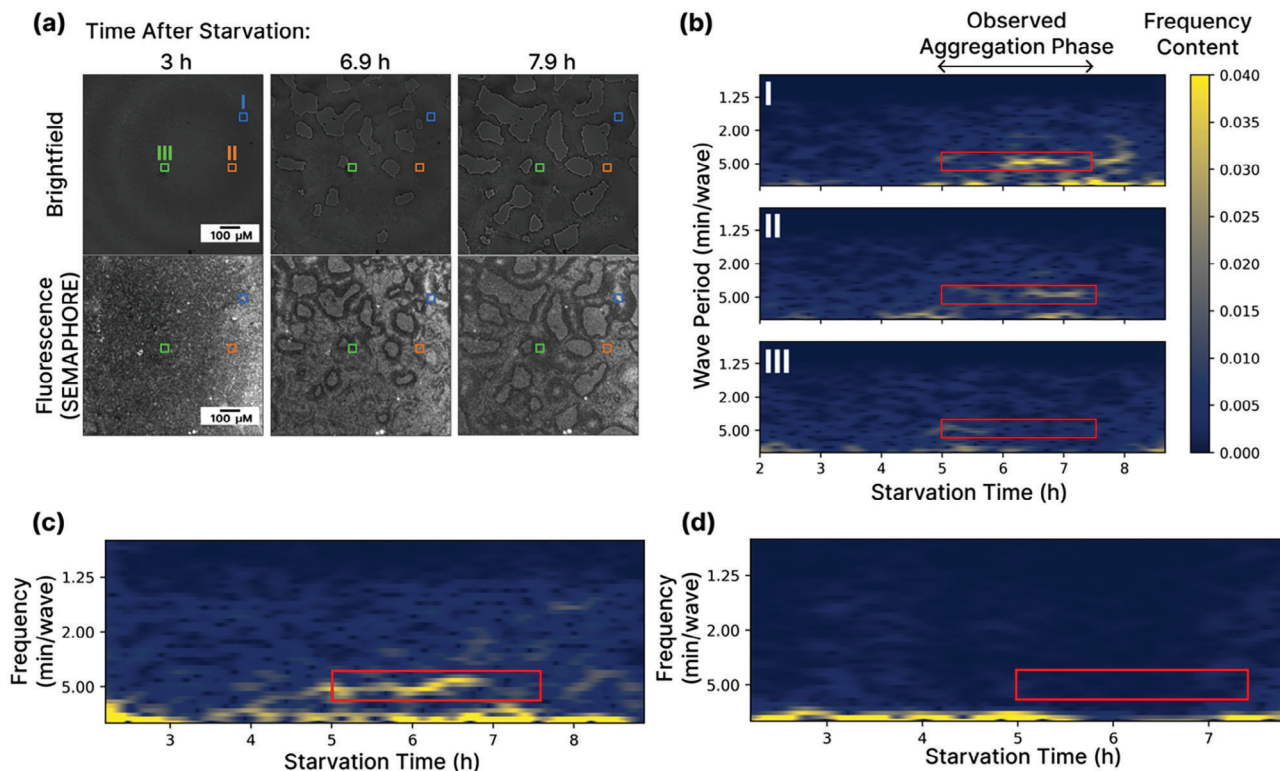 (a) Time After Starvation:
3 h 6.9 h 7.9 h
Brightfield
I
III II
100 µM
Fluorescence
(SEMAPHORE)
100 µM
(b) Observed
Aggregation Phase
Frequency
Content
Wave Period (min/wave)
I
1.25
2.00
5.00
II
1.25
2.00
5.00
III
1.25
2.00
5.00
2 3 4 5 6 7 8
Starvation Time (h)
0.040
0.035
0.030
0.025
0.020
0.015
0.010
0.005
0.000
(c)
Frequency
(min/wave)
1.25
2.00
5.00
3 4 5 6 7 8
Starvation Time (h)
(d)
Frequency
(min/wave)
1.25
2.00
5.00
3 4 5 6 7
Starvation Time (h)